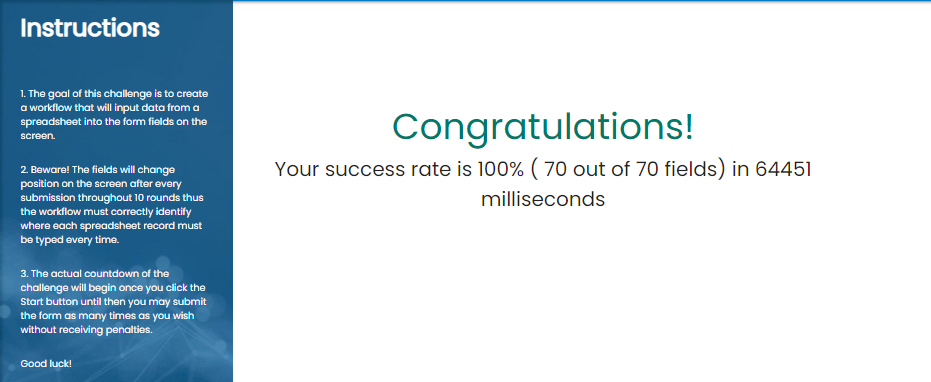 Instructions
1. The goal of this challenge is to create
a workflow that will input data from a
spreadsheet into the form fields on the
screen.
2. Beware! The fields will change
position on the screen after every
submission throughout 10 rounds thus
the workflow must correctly identify
where each spreadsheet record must
be typed every time.
3. The actual countdown of the
challenge will begin once you click the
Start button until then you may submit
the form as many times as you wish
without receiving penalties.
Good luck!
Congratulations!
Your success rate is 100% ( 70 out of 70 fields) in 64451
milliseconds